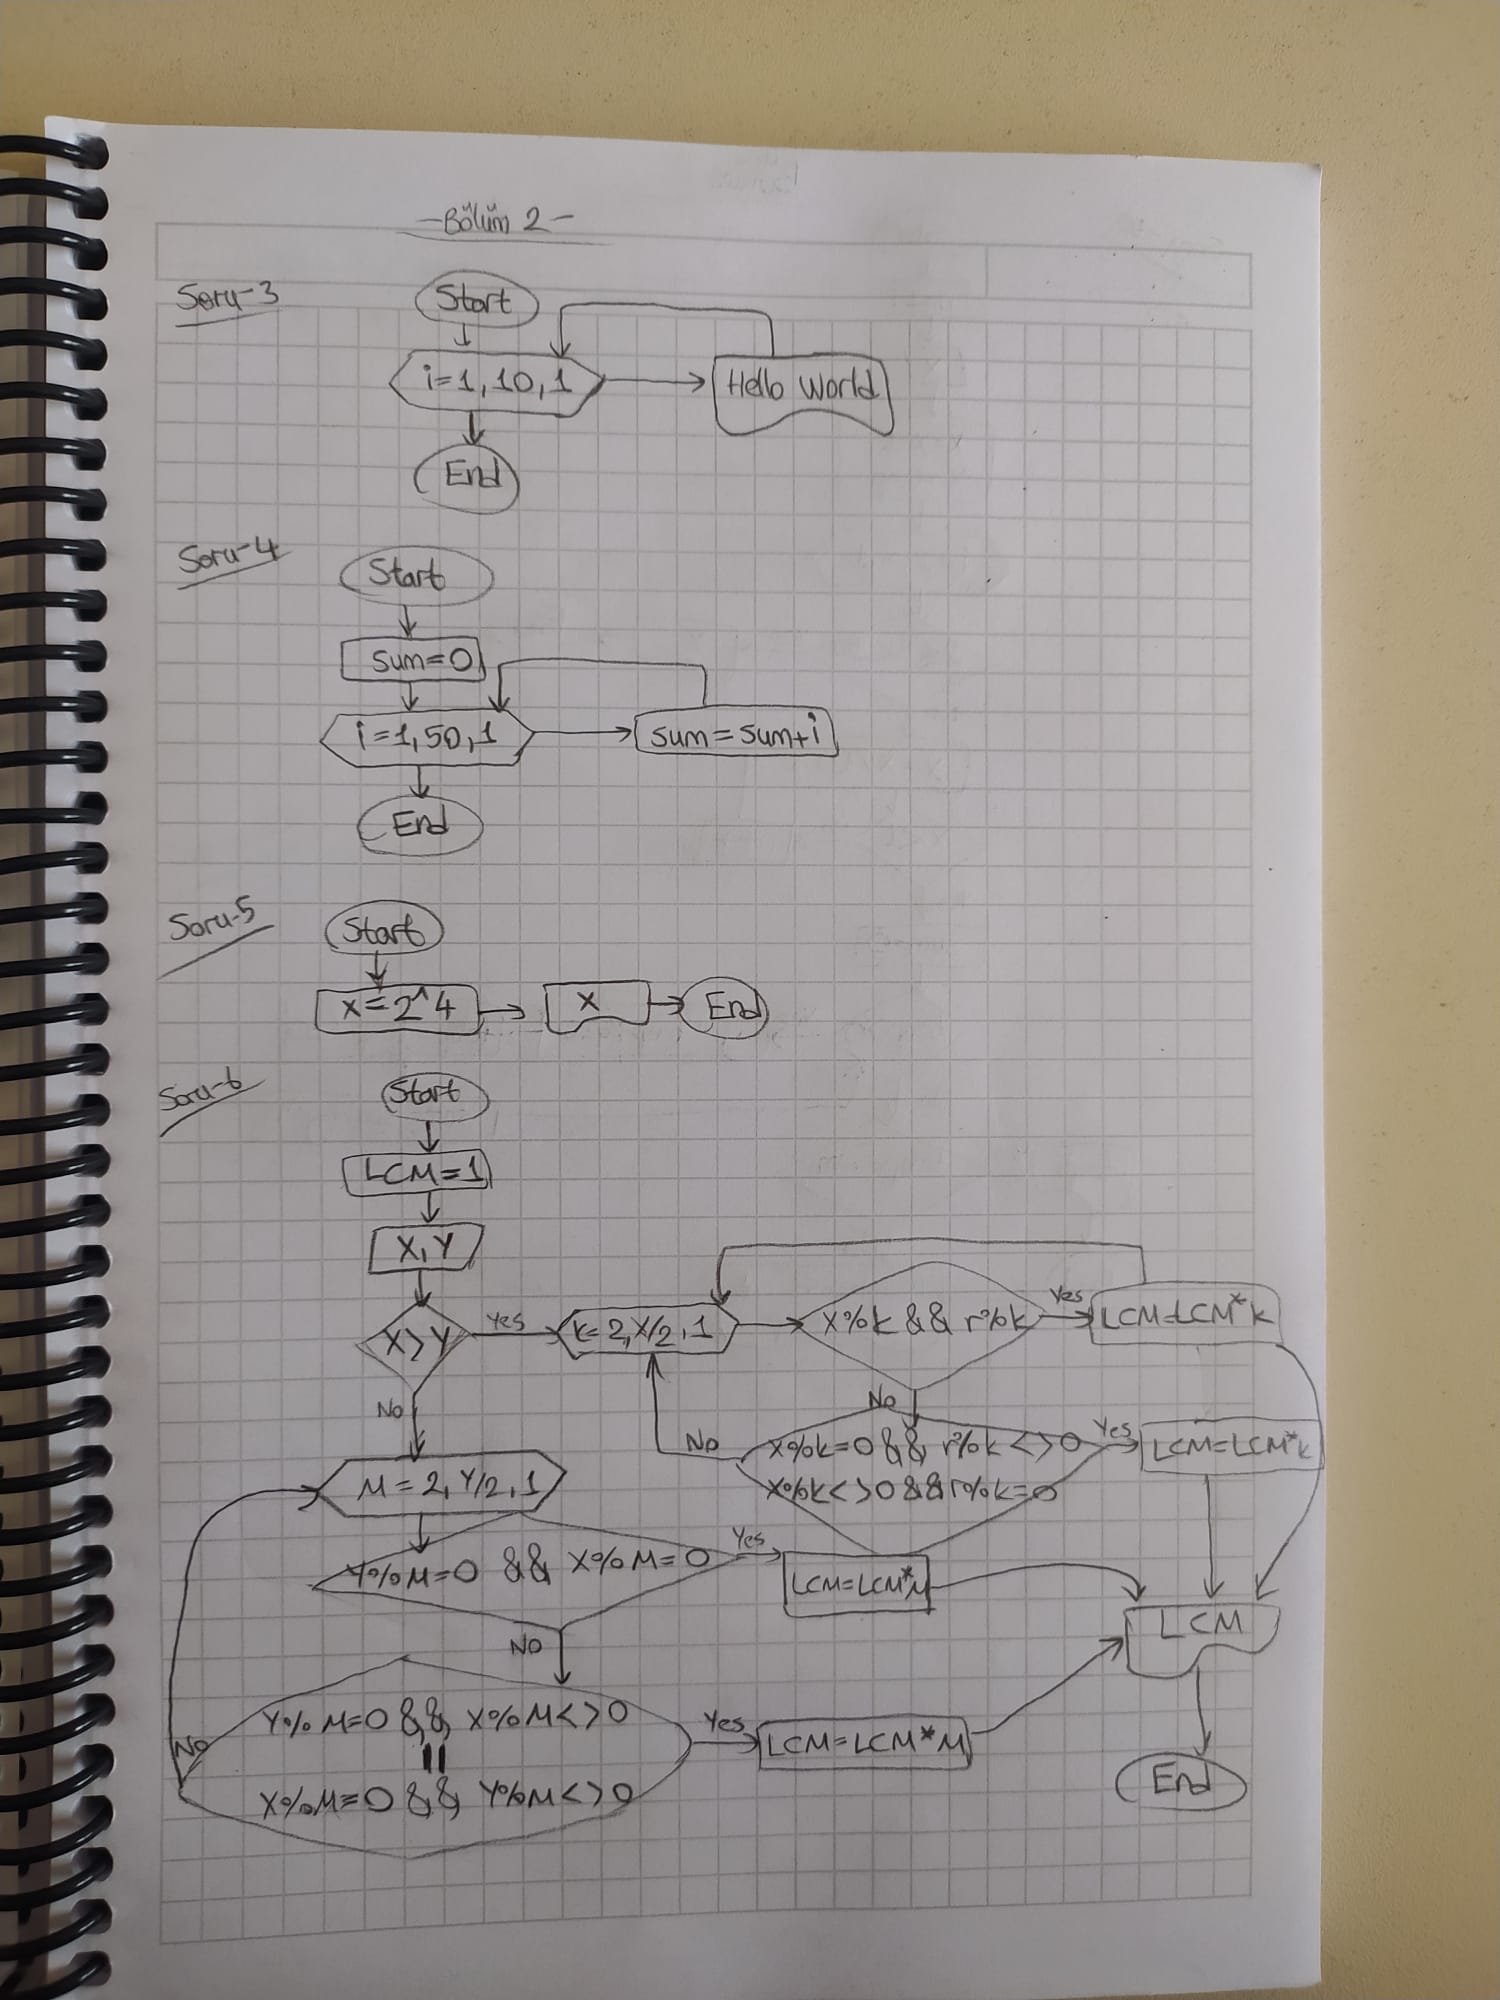 -Bölüm 2-
Soru-3
Start
i=1,10,1
Hello World
End
Soru-4
Start
sum=0
i=1,50,1
sum=sum+i
End
Soru-5
Start
x=2^4
x
End
Soru-6
Start
LCM=1
X,Y
X>Y
Yes
k=2,X/2,1
X%k && r%k
Yes
LCM=LCM*k
No
No
X%k=0 && r%k<>0
X%k<>0 && r%k=0
Yes
LCM=LCM*k
No
M=2,Y/2,1
Y%M=0 && X%M=0
Yes
LCM=LCM*M
LCM
No
Y%M=0 && X%M<>0
||
X%M=0 && Y%M<>0
No
Yes
LCM=LCM*M
End